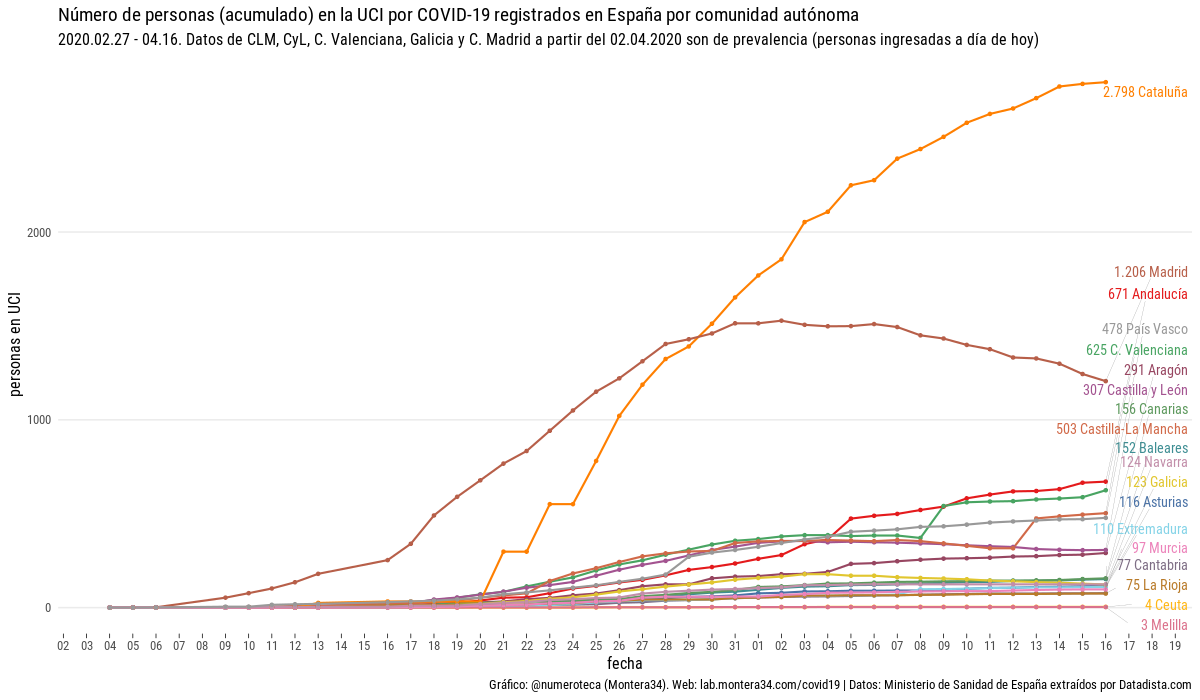 Número de personas (acumulado) en la UCI por COVID-19 registrados en España por comunidad autónoma
2020.02.27 - 04.16. Datos de CLM, CyL, C. Valenciana, Galicia y C. Madrid a partir del 02.04.2020 son de prevalencia (personas ingresadas a día de hoy)
personas en UCI
2000
1000
0
2.798 Cataluña
1.206 Madrid
671 Andalucía
478 País Vasco
625 C. Valenciana
291 Aragón
307 Castilla y León
156 Canarias
503 Castilla-La Mancha
152 Baleares
124 Navarra
123 Galicia
116 Asturias
110 Extremadura
97 Murcia
77 Cantabria
75 La Rioja
4 Ceuta
3 Melilla
02 03 04 05 06 07 08 09 10 11 12 13 14 15 16 17 18 19 20 21 22 23 24 25 26 27 28 29 30 31 01 02 03 04 05 06 07 08 09 10 11 12 13 14 15 16 17 18 19
fecha
Gráfico: @numeroteca (Montera34). Web: lab.montera34.com/covid19 | Datos: Ministerio de Sanidad de España extraídos por Datadista.com